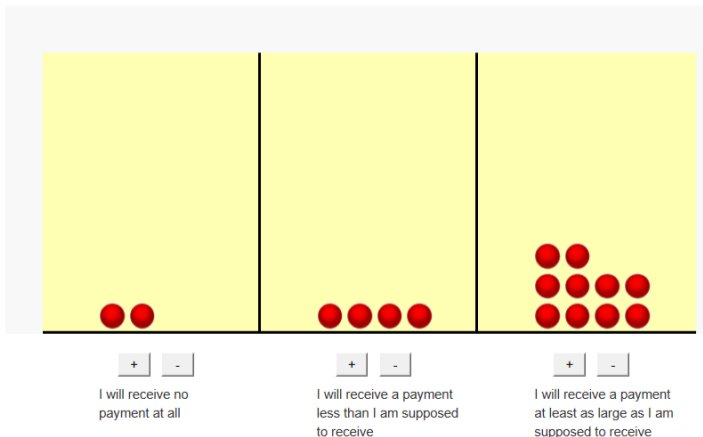 + - + - + -
I will receive no
payment at all
I will receive a payment
less than I am supposed
to receive
I will receive a payment
at least as large as I am
supposed to receive